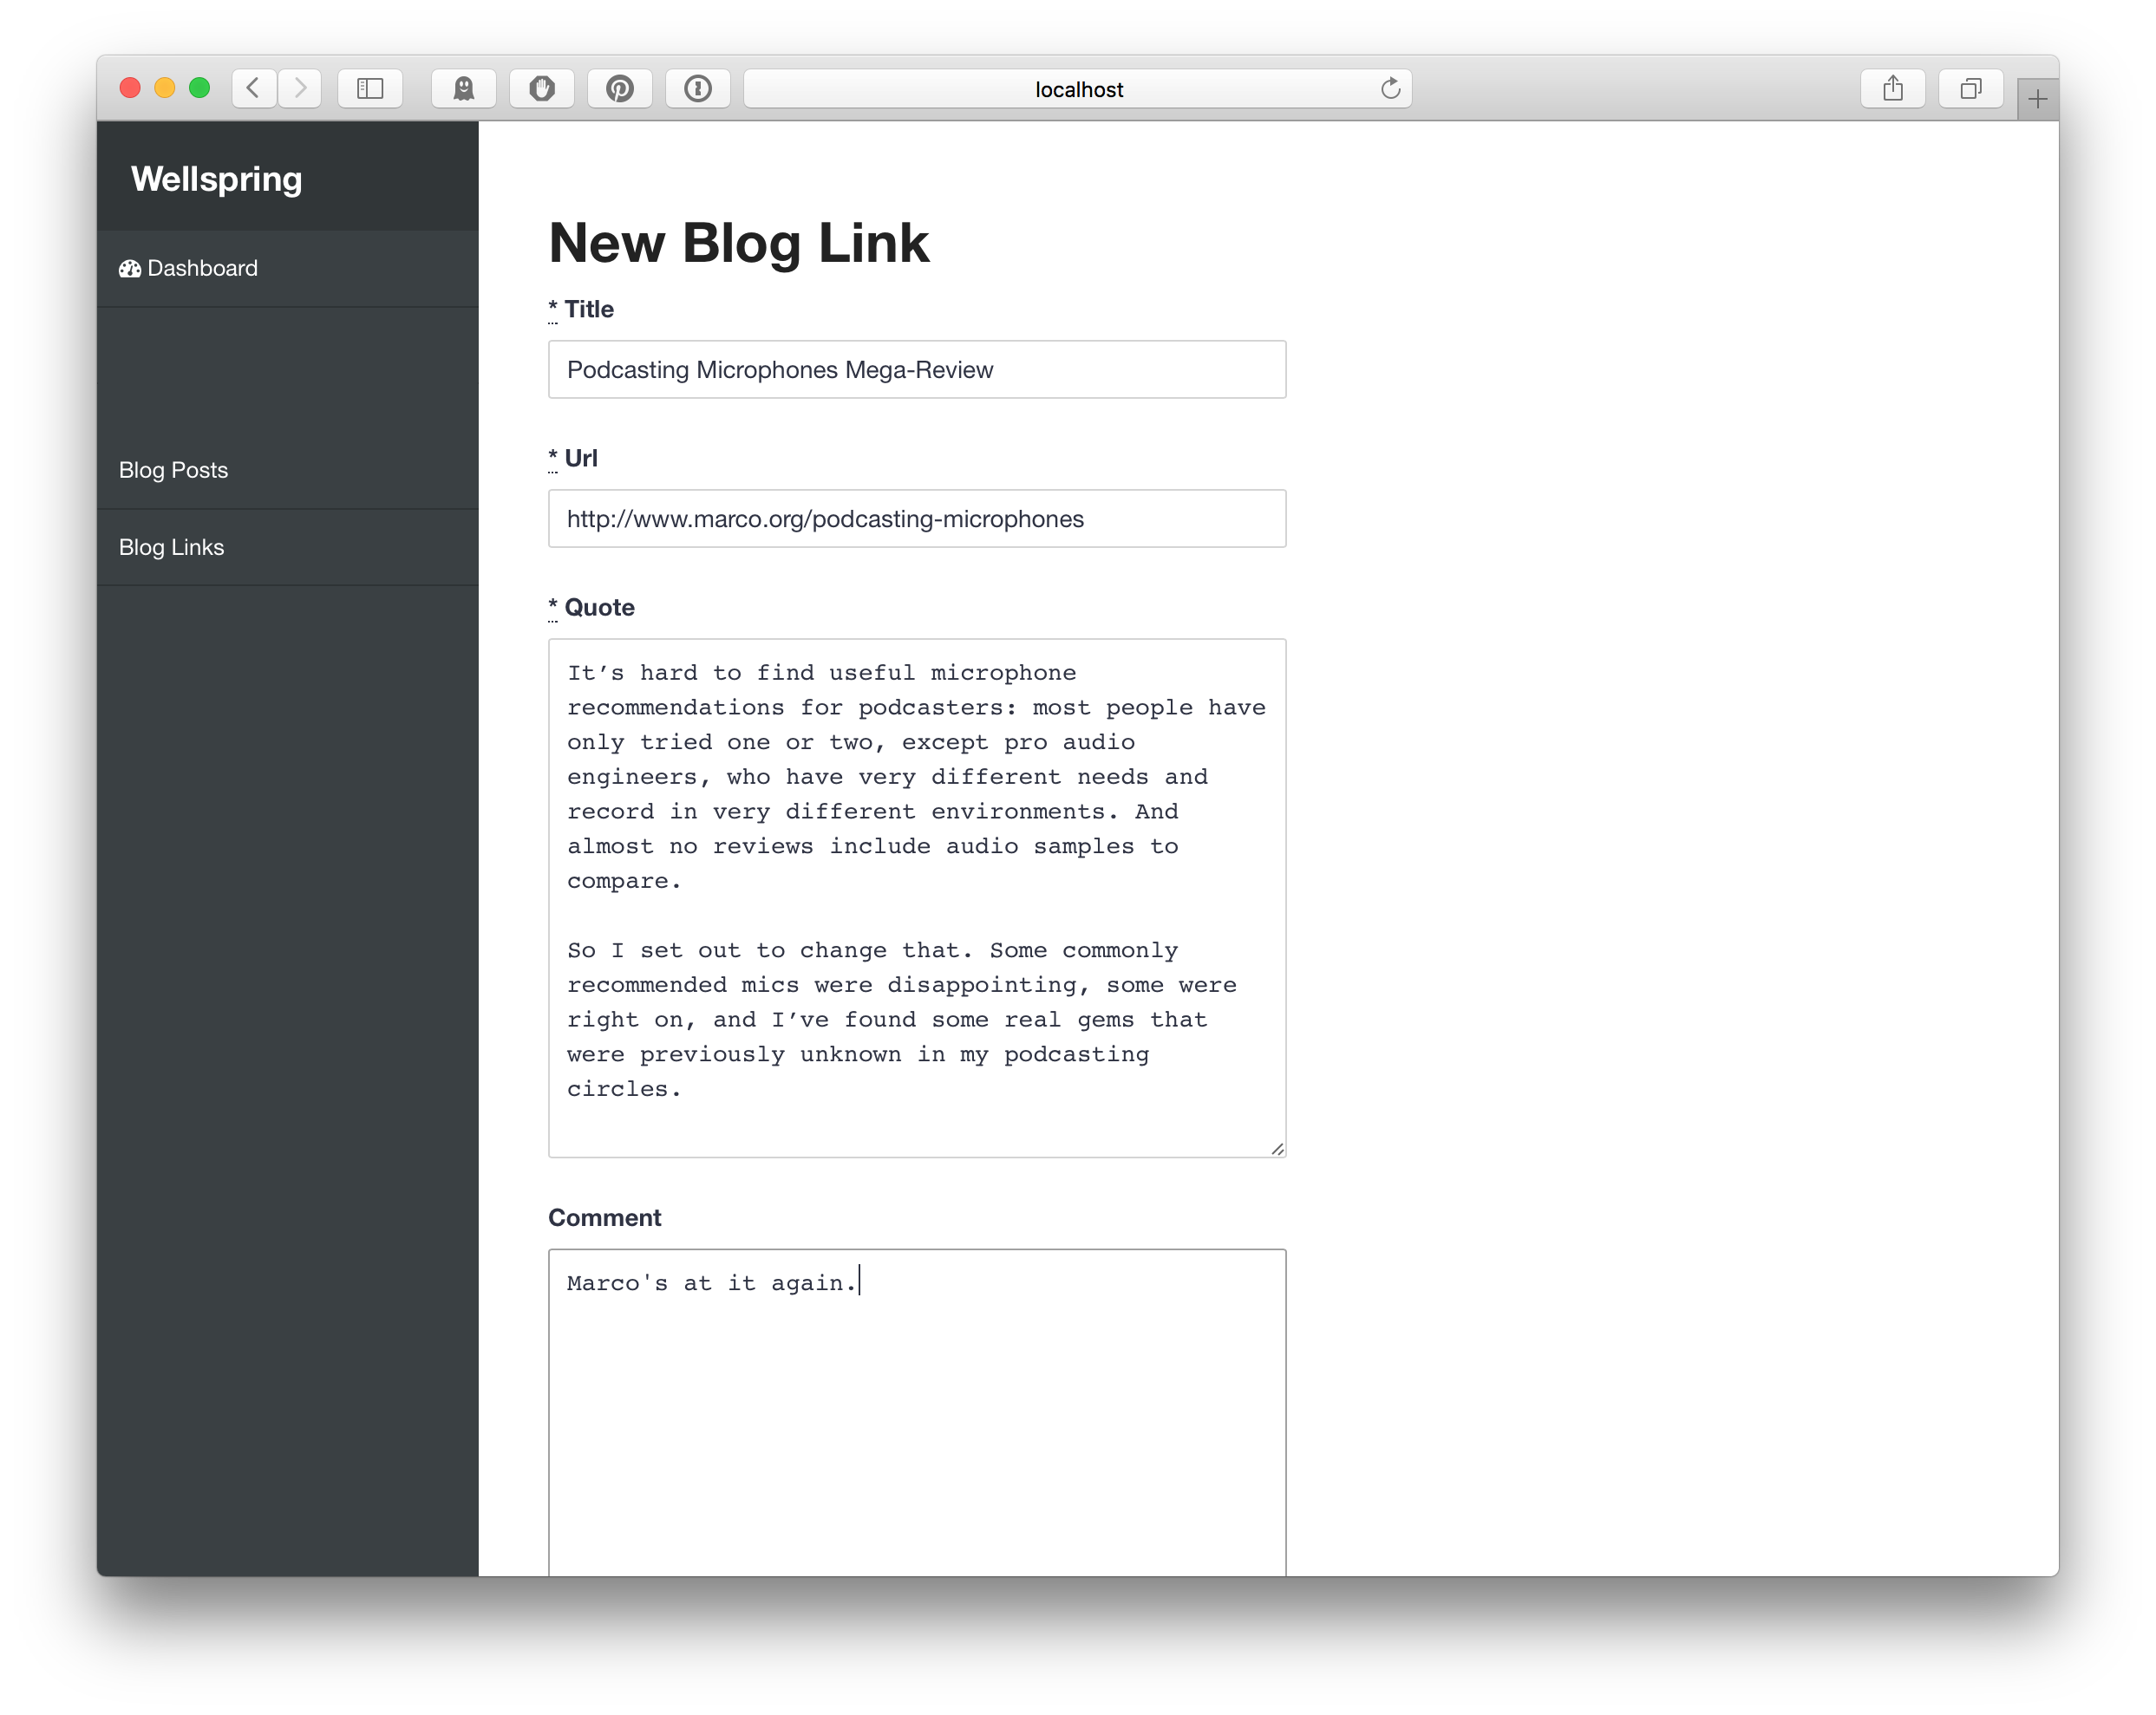 localhost
Wellspring
Dashboard
Blog Posts
Blog Links
New Blog Link
* Title
Podcasting Microphones Mega-Review
* Url
http://www.marco.org/podcasting-microphones
* Quote
It’s hard to find useful microphone
recommendations for podcasters: most people have
only tried one or two, except pro audio
engineers, who have very different needs and
record in very different environments. And
almost no reviews include audio samples to
compare.
So I set out to change that. Some commonly
recommended mics were disappointing, some were
right on, and I’ve found some real gems that
were previously unknown in my podcasting
circles.
Comment
Marco's at it again.